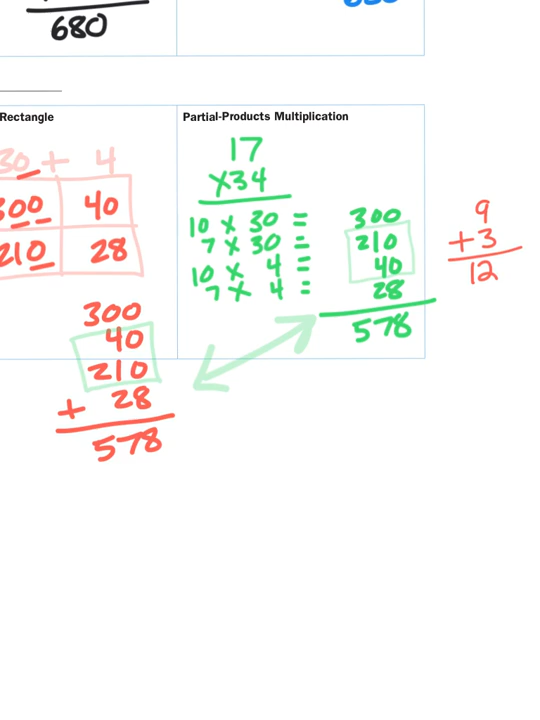 680
Rectangle
30 + 4
300 40
210 28
300
40
210
+ 28
578
Partial-Products Multiplication
17
X34
10 X 30 = 300
7 X 30 = 210
10 X 4 = 40
7 X 4 = 28
578
9
+3
12